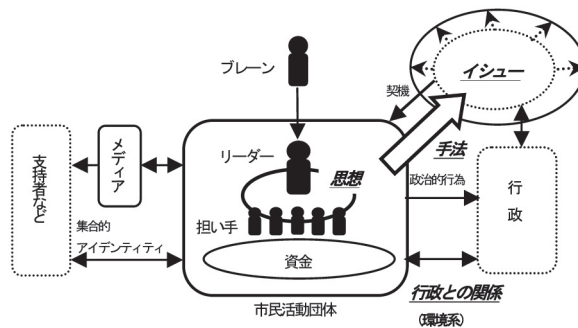 ブレーン
イシュー
契機
手法
支持者など
メディア
リーダー
思想
政治的行為
行政
担い手
集合的
アイデンティティ
資金
行政との関係
(環境系)
市民活動団体